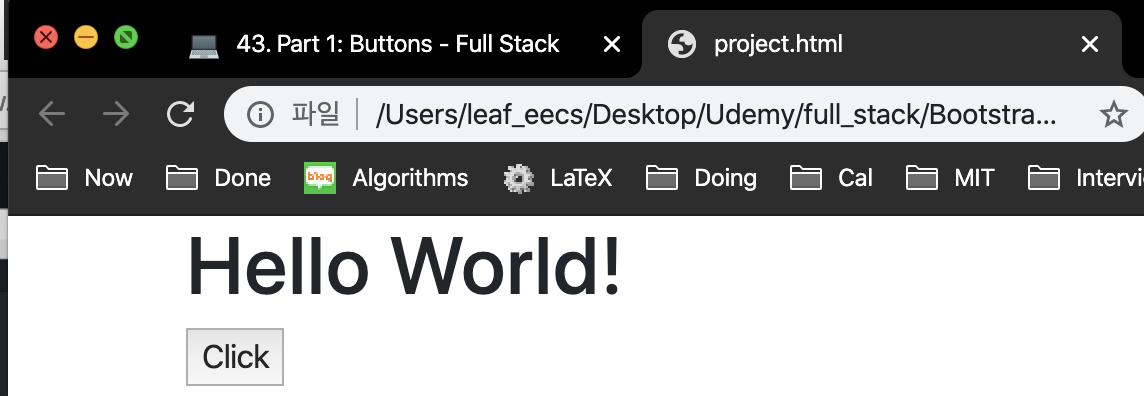 43. Part 1: Buttons - Full Stack
project.html
파일 /Users/leaf_eecs/Desktop/Udemy/full_stack/Bootstra...
Now Done blog Algorithms LaTeX Doing Cal MIT Intervi
Hello World!
Click